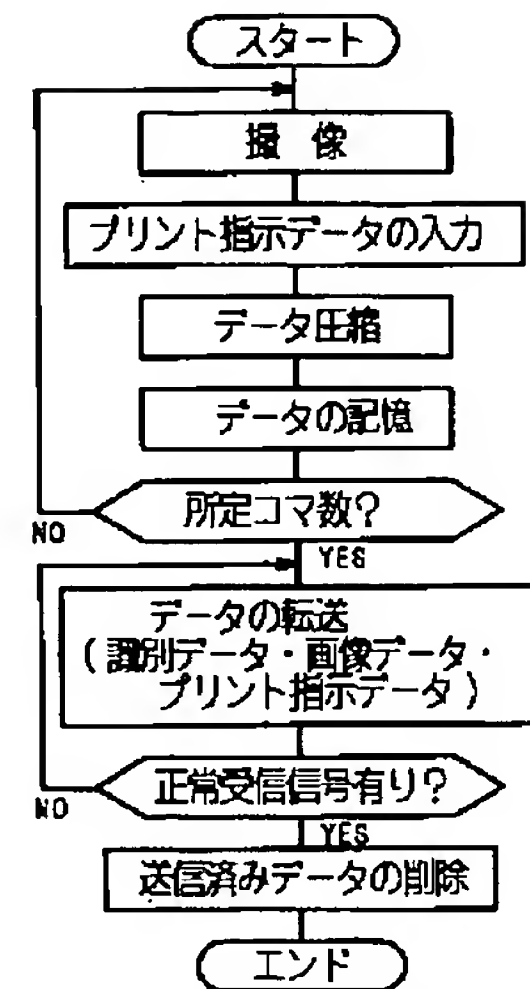 スタート
撮 像
プリント指示データの入力
データ圧縮
データの記憶
所定コマ数?
NO
YES
データの転送
(識別データ・画像データ・
プリント指示データ)
正常受信信号有り?
NO
YES
送信済みデータの削除
エンド